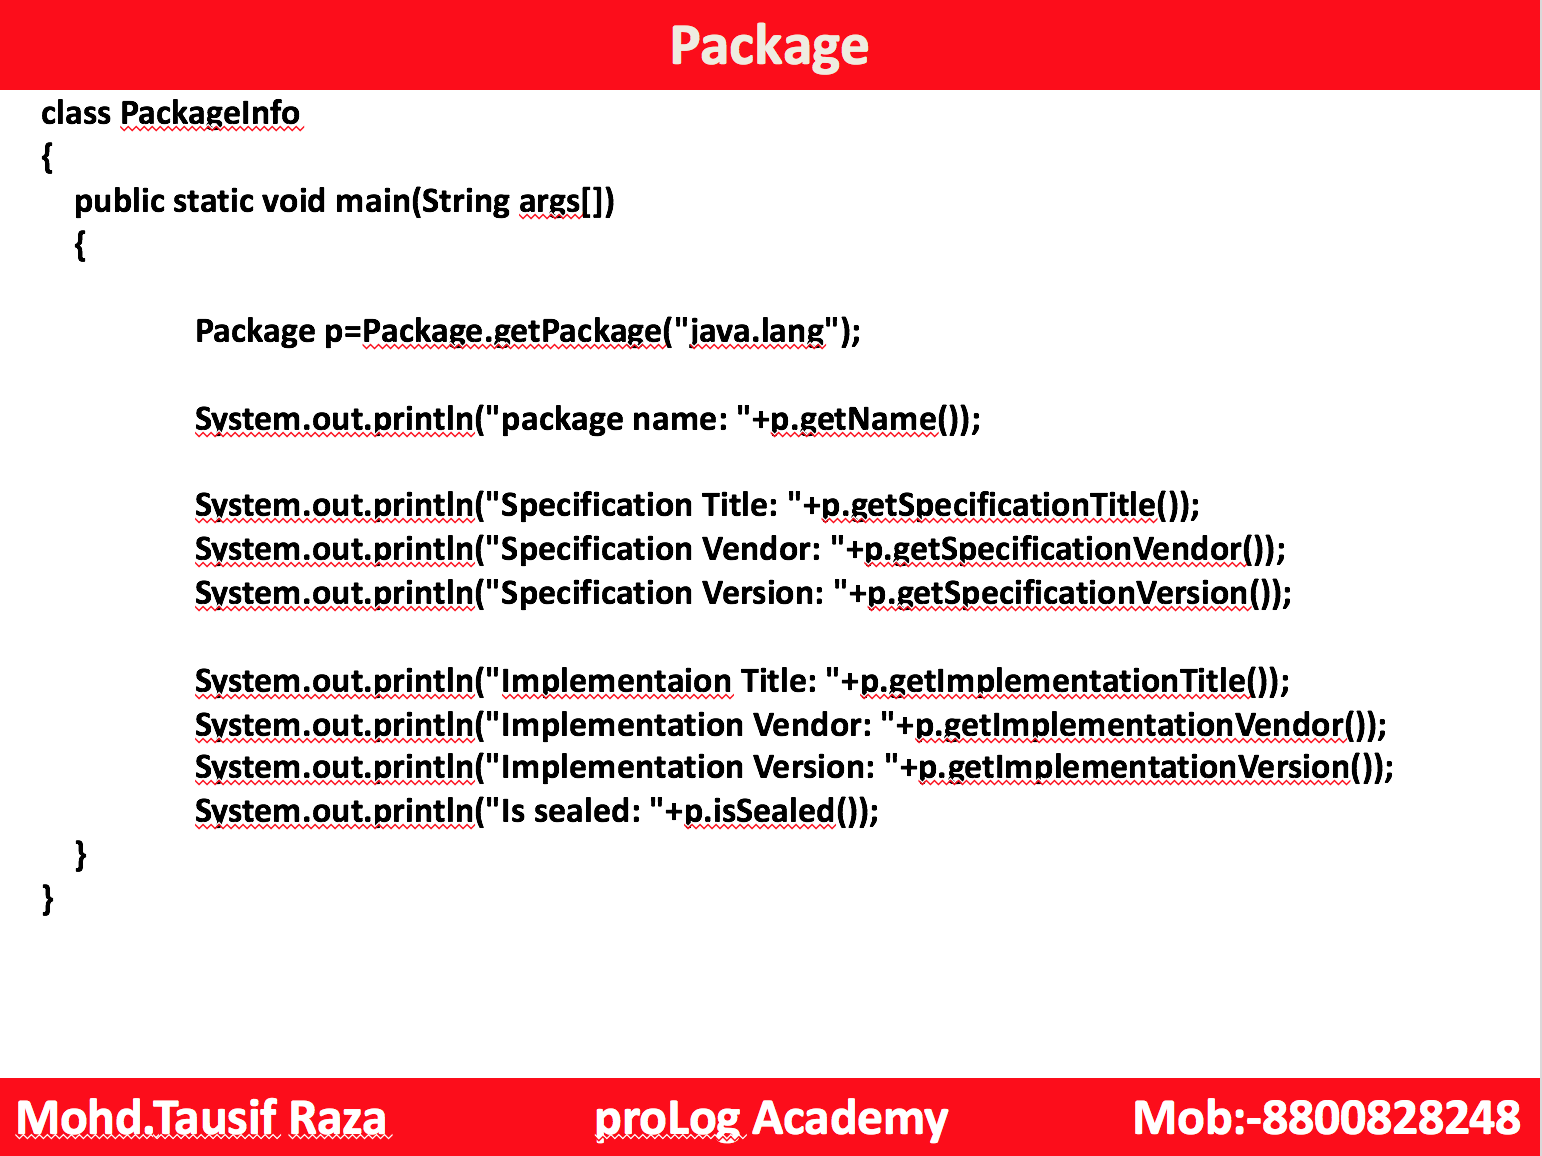 Package
class PackageInfo
{
public static void main(String args[])
{
Package p=Package.getPackage("java.lang");
System.out.println("package name: "+p.getName());
System.out.println("Specification Title: "+p.getSpecificationTitle());
System.out.println("Specification Vendor: "+p.getSpecificationVendor());
System.out.println("Specification Version: "+p.getSpecificationVersion());
System.out.println("Implementaion Title: "+p.getImplementationTitle());
System.out.println("Implementation Vendor: "+p.getImplementationVendor());
System.out.println("Implementation Version: "+p.getImplementationVersion());
System.out.println("Is sealed: "+p.isSealed());
}
}
Mohd.Tausif Raza proLog Academy Mob:-8800828248